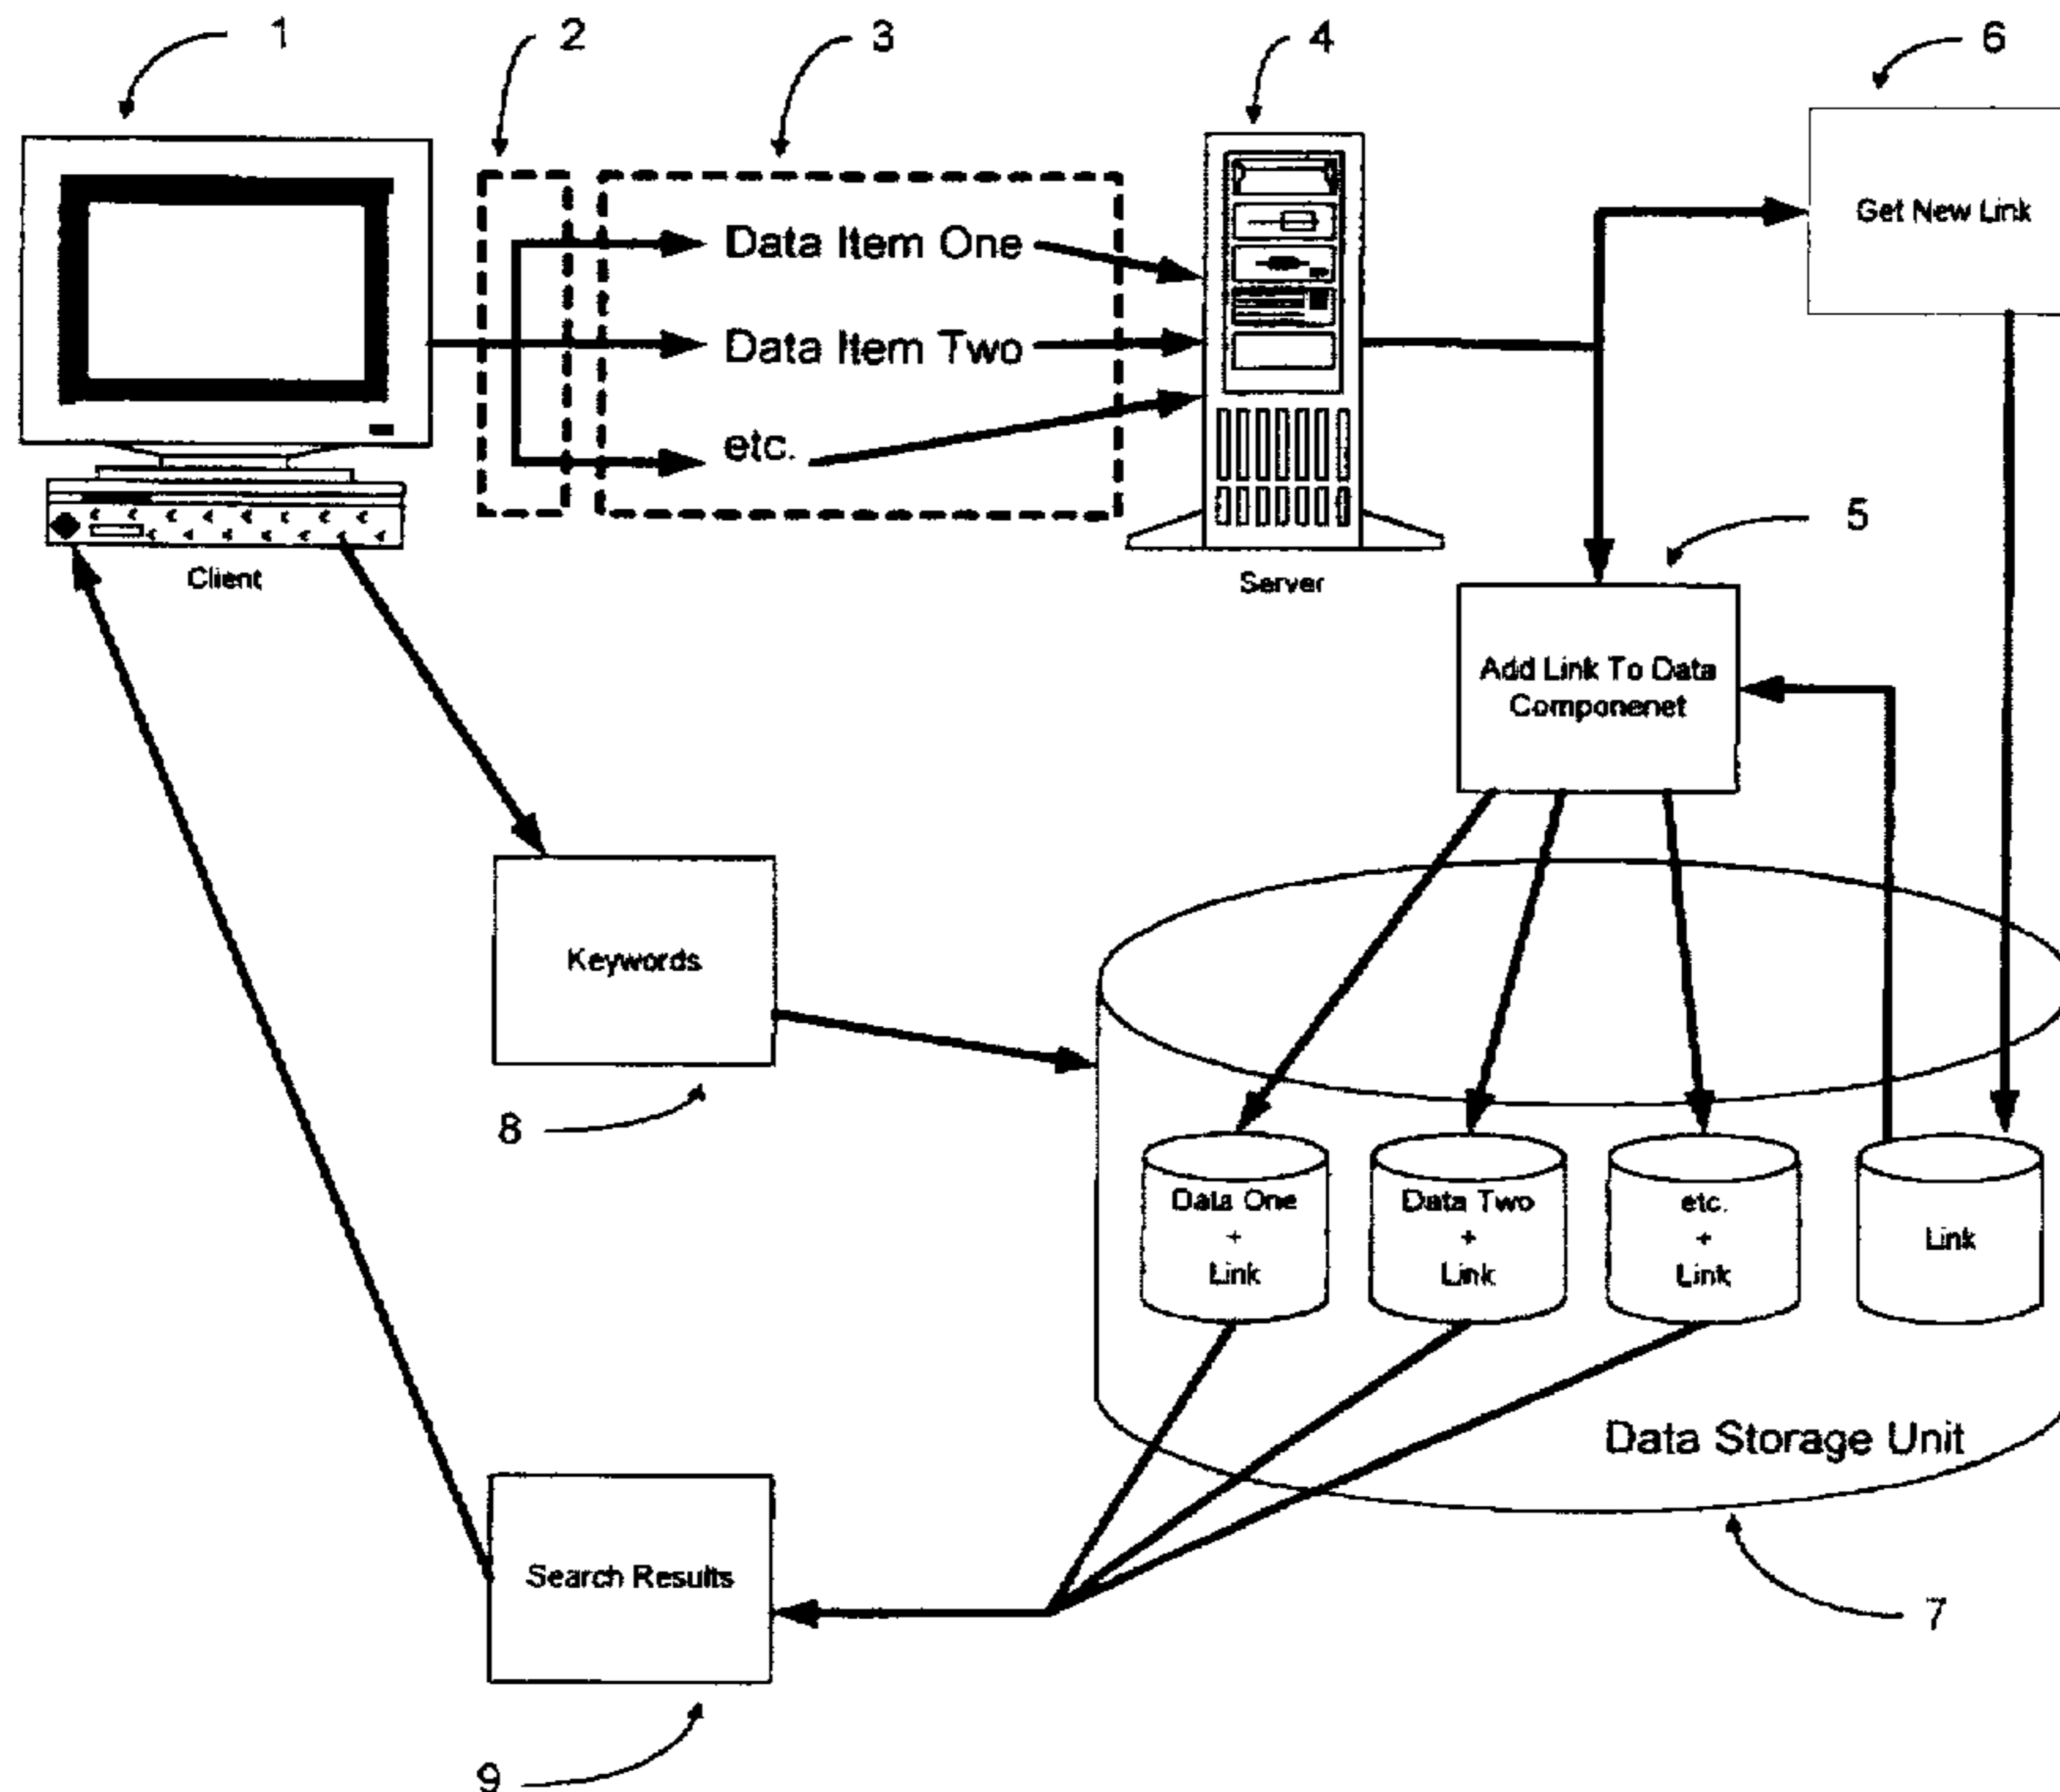 1
2
3
4
6
Data Item One
Get New Link
Data Item Two
etc.
5
Client
Server
Add Link To Data
Componenet
Keywords
8
Data One
+
Link
Data Two
+
Link
etc.
+
Link
Link
Data Storage Unit
Search Results
7
9